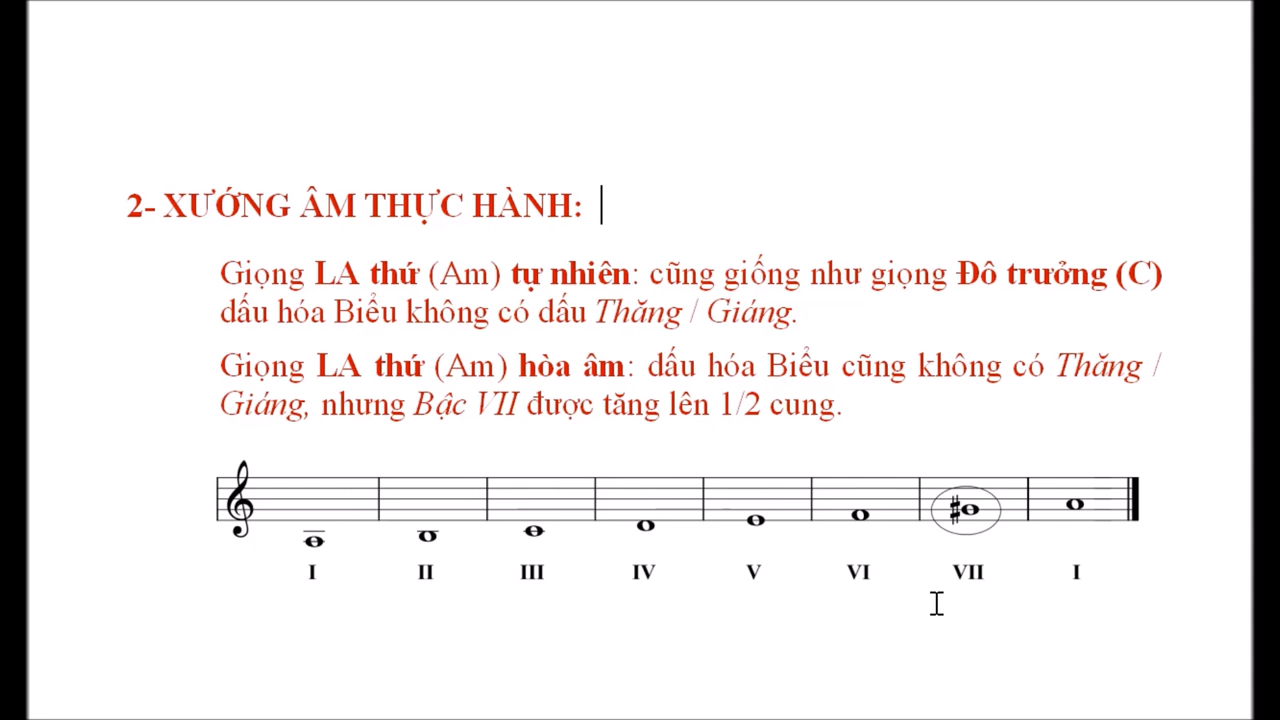 2- XƯỚNG ÂM THỰC HÀNH:
Giọng LA thứ (Am) tự nhiên: cũng giống như giọng Đô trưởng (C)
dấu hóa Biểu không có dấu Thăng / Giáng.
Giọng LA thứ (Am) hòa âm: dấu hóa Biểu cũng không có Thăng /
Giáng, nhưng Bậc VII được tăng lên 1/2 cung.
I II III IV V VI VII I